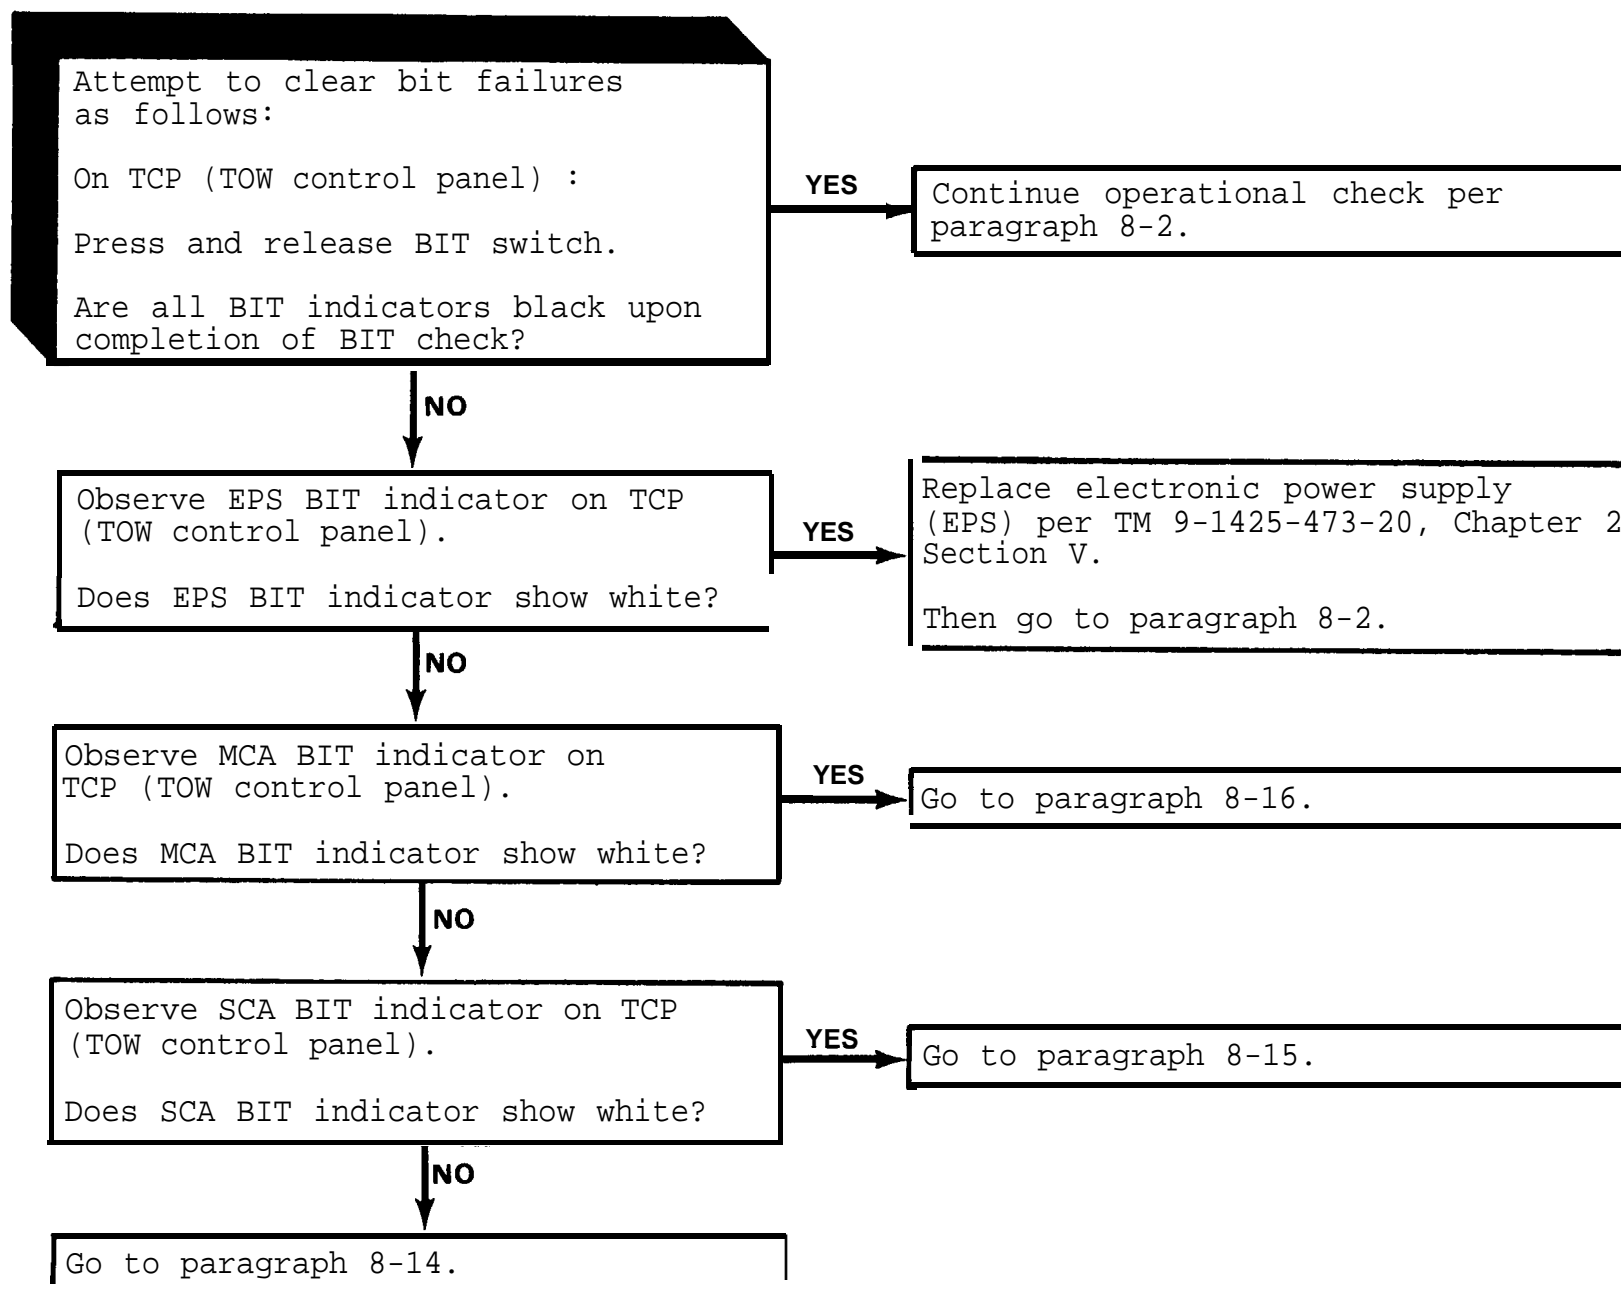 Attempt to clear bit failures
as follows:
On TCP (TOW control panel) :
Press and release BIT switch.
Are all BIT indicators black upon
completion of BIT check?
YES
Continue operational check per
paragraph 8-2.
NO
Observe EPS BIT indicator on TCP
(TOW control panel).
Does EPS BIT indicator show white?
YES
Replace electronic power supply
(EPS) per TM 9-1425-473-20, Chapter 2
Section V.
Then go to paragraph 8-2.
NO
Observe MCA BIT indicator on
TCP (TOW control panel).
Does MCA BIT indicator show white?
YES
Go to paragraph 8-16.
NO
Observe SCA BIT indicator on TCP
(TOW control panel).
Does SCA BIT indicator show white?
YES
Go to paragraph 8-15.
NO
Go to paragraph 8-14.